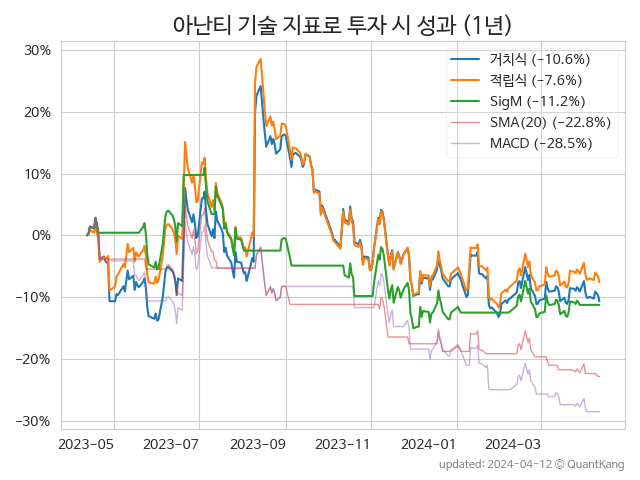 아난티 기술 지표로 투자 시 성과 (1년)
30%
20%
10%
0%
−10%
−20%
−30%
거치식 (−10.6%)
적립식 (−7.6%)
SigM (−11.2%)
SMA(20) (−22.8%)
MACD (−28.5%)
2023−05
2023−07
2023−09
2023−11
2024−01
2024−03
updated: 2024−04−12 © QuantKang